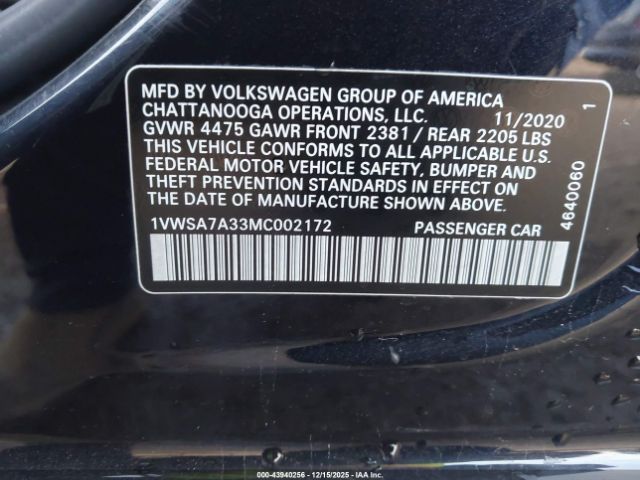 MFD BY VOLKSWAGEN GROUP OF AMERICA
CHATTANOOGA OPERATIONS, LLC. 11/2020 1
GVWR 4475 GAWR FRONT 2381 / REAR 2205 LBS
THIS VEHICLE CONFORMS TO ALL APPLICABLE U.S.
FEDERAL MOTOR VEHICLE SAFETY, BUMPER AND
THEFT PREVENTION STANDARDS IN EFFECT ON
THE DATE OF MANUFACTURE SHOWN ABOVE.
4640060
1VWSA7A33MC002172 PASSENGER CAR
000-43940256 - 12/15/2025 - IAAI.COM